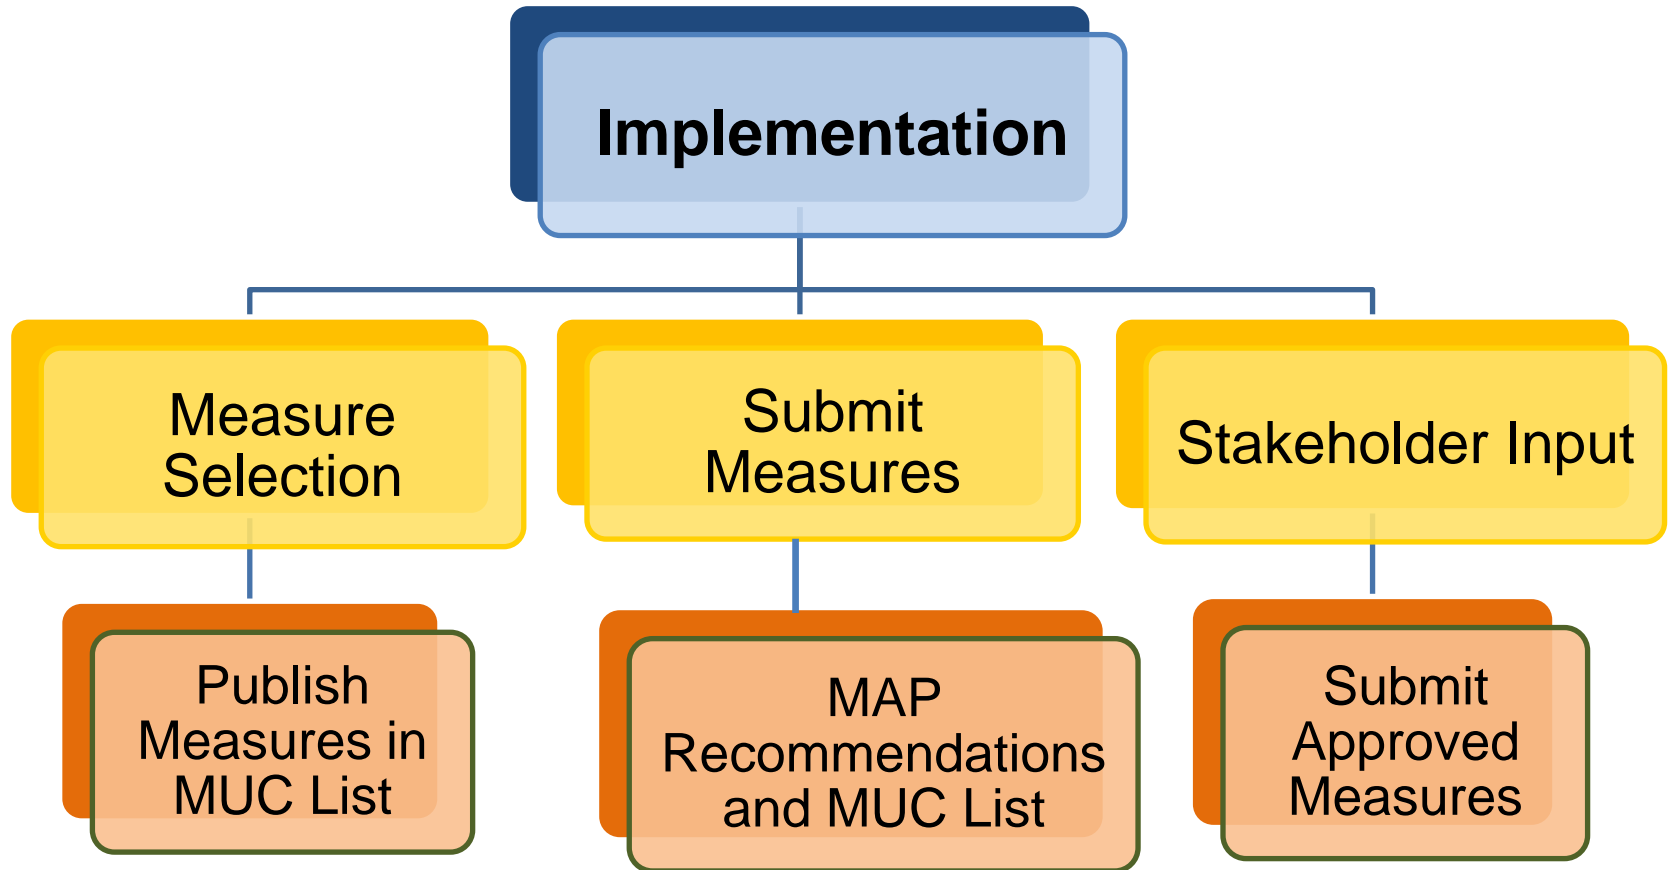 Implementation
Measure
Selection
Submit
Measures
Stakeholder Input
Publish
Measures in
MUC List
MAP
Recommendations
and MUC List
Submit
Approved
Measures